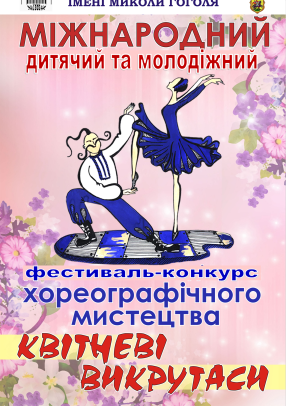 ІМЕНІ МИКОЛИ ГОГОЛЯ
МІЖНАРОДНИЙ
ДИТЯЧИЙ ТА МОЛОДІЖНИЙ
фестиваль-конкурс
хореографічного
мистецтва
КВІТНЕВІ
ВИКРУТАСИ